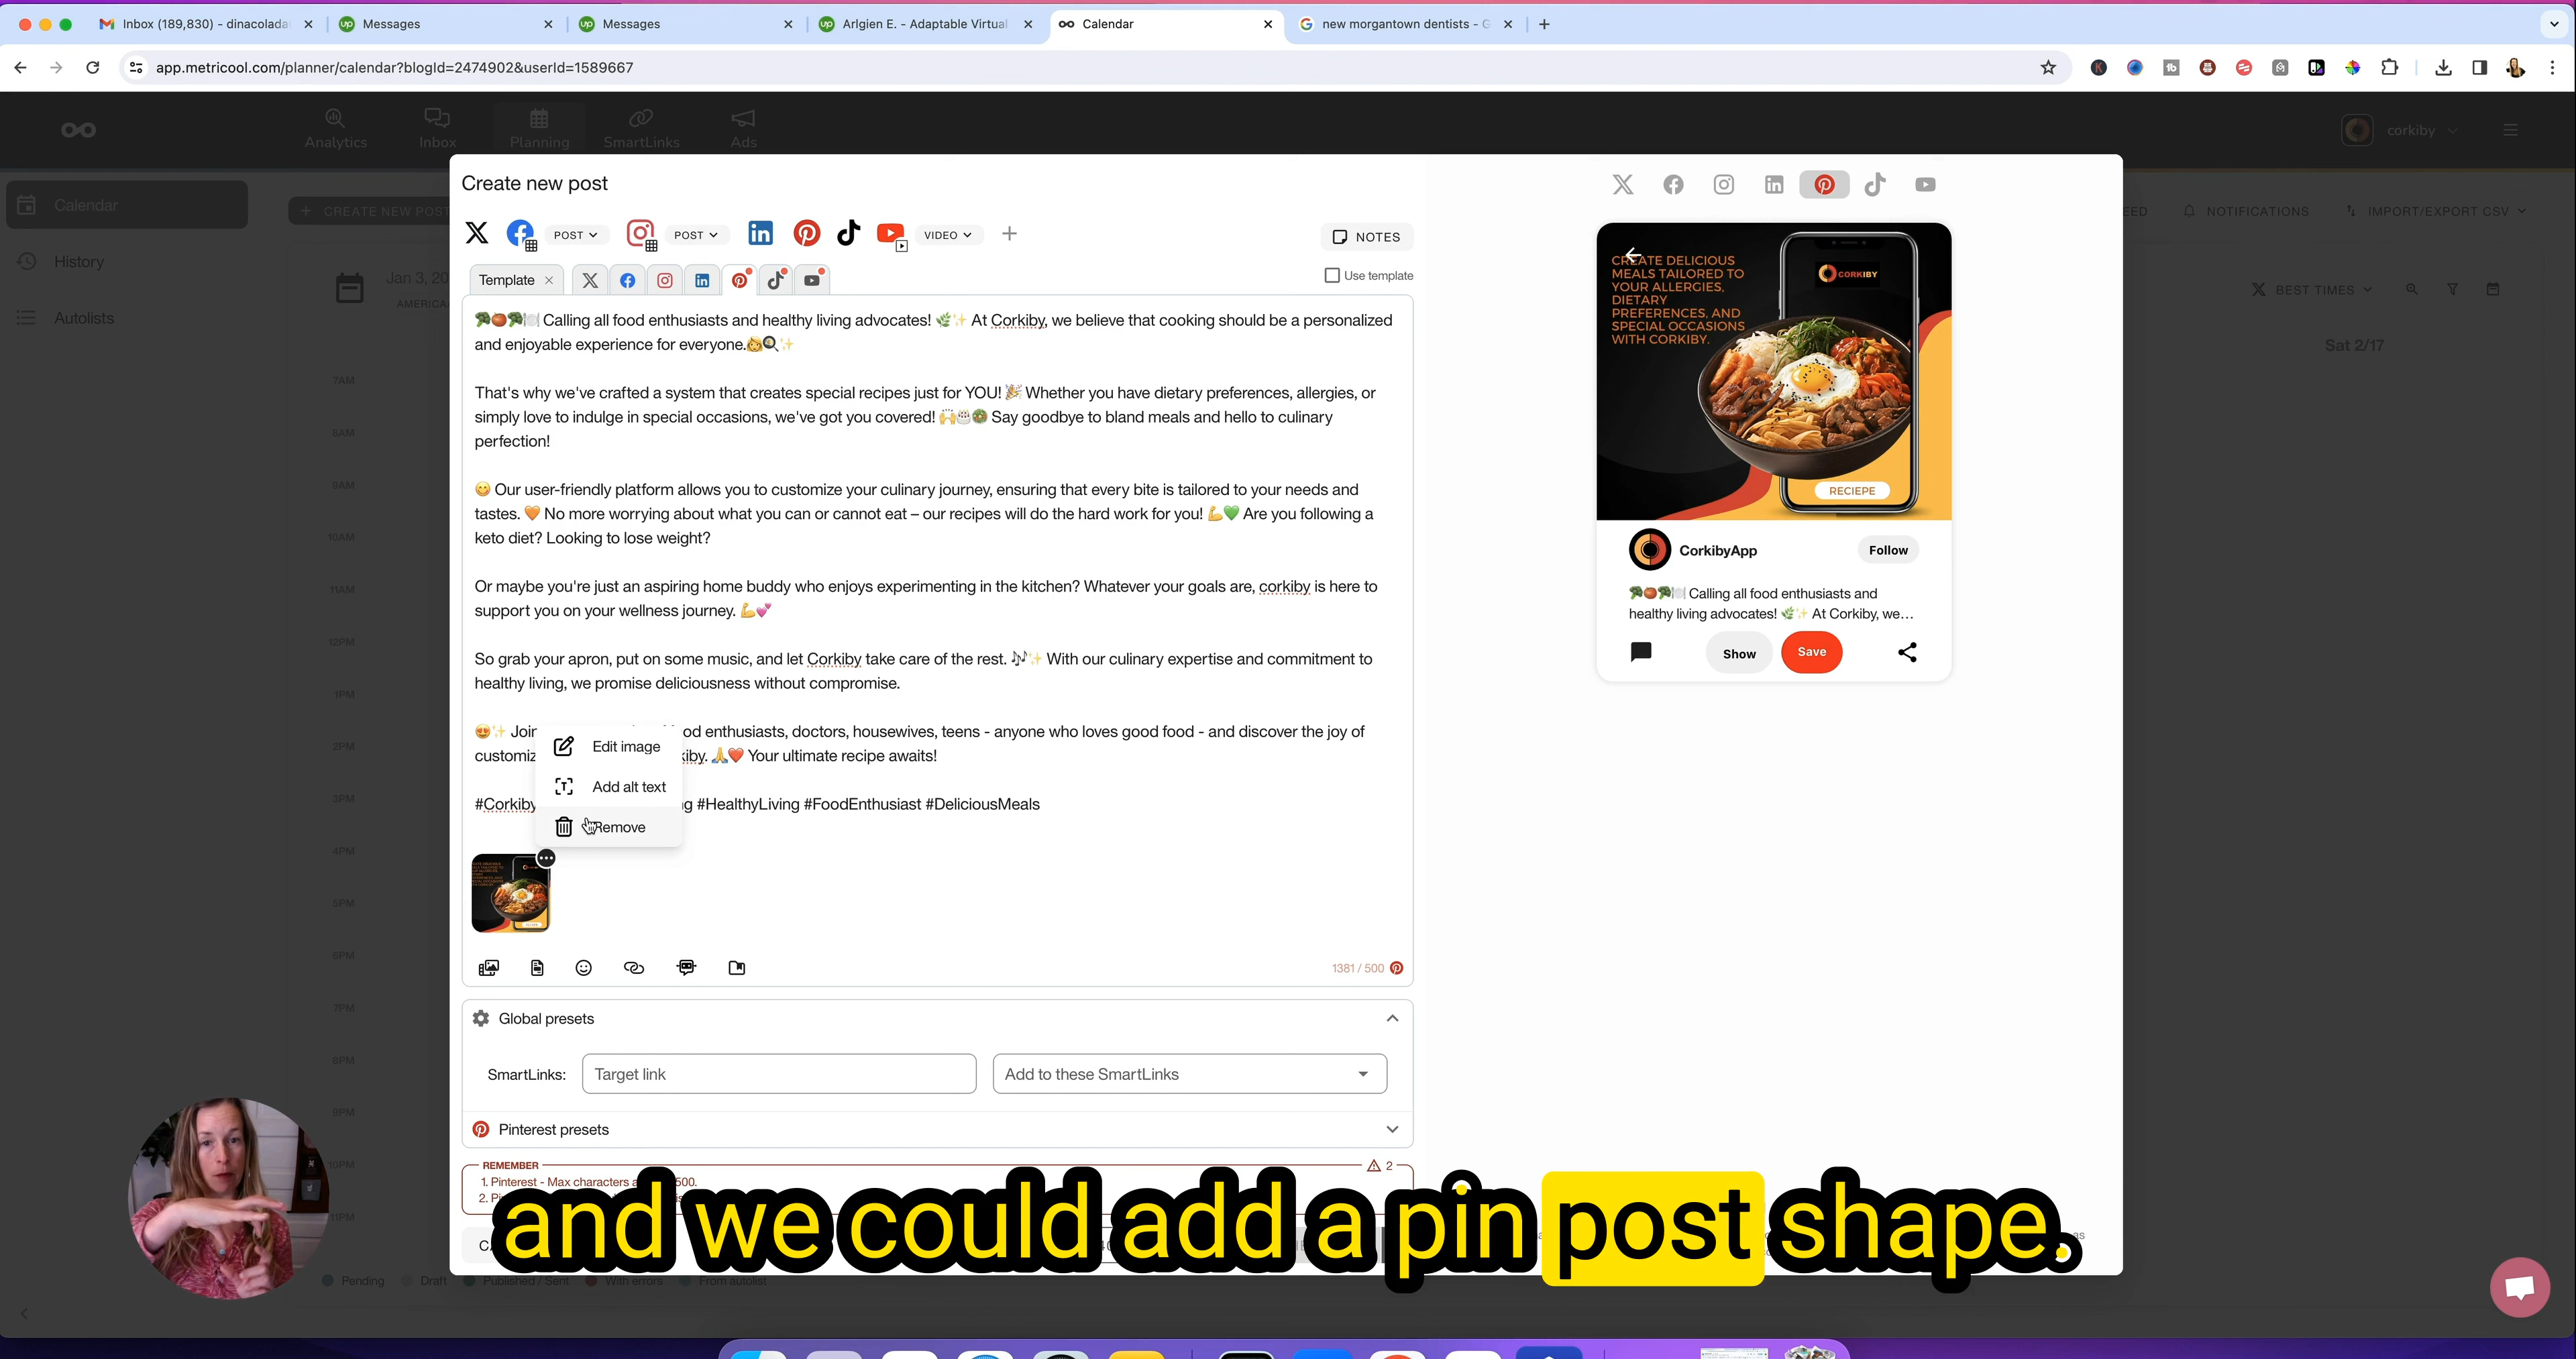 Inbox (189,830) - dinacolada
Messages
Messages
Arlgien E. - Adaptable Virtual
Calendar
new morgantown dentists - G
app.metricool.com/planner/calendar?blogId=2474902&userId=1589667
Analytics
Inbox
Planning
SmartLinks
Ads
corkiby
Calendar
History
Autolists
+ CREATE NEW POST
NOTIFICATIONS
IMPORT/EXPORT CSV
Jan 3, 20
AMERICA/
BEST TIMES
Sat 2/17
7AM
8AM
9AM
10AM
11AM
12PM
1PM
2PM
3PM
4PM
5PM
6PM
7PM
8PM
9PM
10PM
11PM
Create new post
POST
POST
VIDEO
NOTES
Template
Use template
🥦🍅🥦🍽️ Calling all food enthusiasts and healthy living advocates! 🌿✨ At Corkiby, we believe that cooking should be a personalized
and enjoyable experience for everyone.👩🍳✨
That's why we've crafted a system that creates special recipes just for YOU! 🎉 Whether you have dietary preferences, allergies, or
simply love to indulge in special occasions, we've got you covered! 🙌🎂🥗 Say goodbye to bland meals and hello to culinary
perfection!
😋 Our user-friendly platform allows you to customize your culinary journey, ensuring that every bite is tailored to your needs and
tastes. 🧡 No more worrying about what you can or cannot eat – our recipes will do the hard work for you! 💪💚 Are you following a
keto diet? Looking to lose weight?
Or maybe you're just an aspiring home buddy who enjoys experimenting in the kitchen? Whatever your goals are, corkiby is here to
support you on your wellness journey. 💪💕
So grab your apron, put on some music, and let Corkiby take care of the rest. 🎶✨ With our culinary expertise and commitment to
healthy living, we promise deliciousness without compromise.
😍✨ Join od enthusiasts, doctors, housewives, teens - anyone who loves good food - and discover the joy of
customiz kiby. 🙏❤️ Your ultimate recipe awaits!
#Corkiby g #HealthyLiving #FoodEnthusiast #DeliciousMeals
Edit image
Add alt text
Remove
1381 / 500
Global presets
SmartLinks:
Target link
Add to these SmartLinks
Pinterest presets
REMEMBER
2
1. Pinterest - Max characters a 500.
2. Pi
CREATE DELICIOUS
MEALS TAILORED TO
YOUR ALLERGIES,
DIETARY
PREFERENCES, AND
SPECIAL OCCASIONS
WITH CORKIBY.
CORKIBY
RECIEPE
CorkibyApp
Follow
🥦🍅🥦🍽️ Calling all food enthusiasts and
healthy living advocates! 🌿✨ At Corkiby, we…
Show
Save
and we could add a pin post shape.
Pending
Draft
Published / Sent
With errors
From autolist